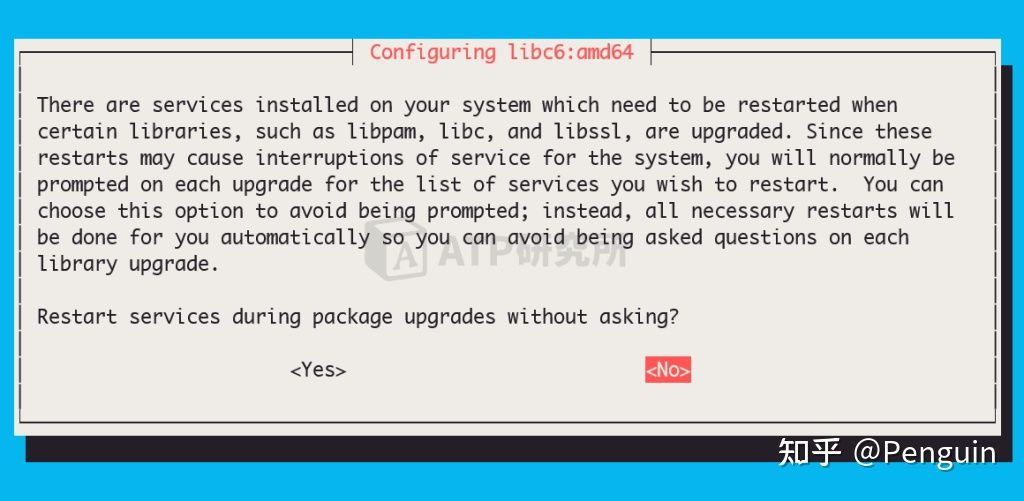 Configuring libc6:amd64
There are services installed on your system which need to be restarted when
certain libraries, such as libpam, libc, and libssl, are upgraded. Since these
restarts may cause interruptions of service for the system, you will normally be
prompted on each upgrade for the list of services you wish to restart.  You can
choose this option to avoid being prompted; instead, all necessary restarts will
be done for you automatically so you can avoid being asked questions on each
library upgrade.
A ATP研究所
Restart services during package upgrades without asking?
<Yes> <No>
知乎 @Penguin